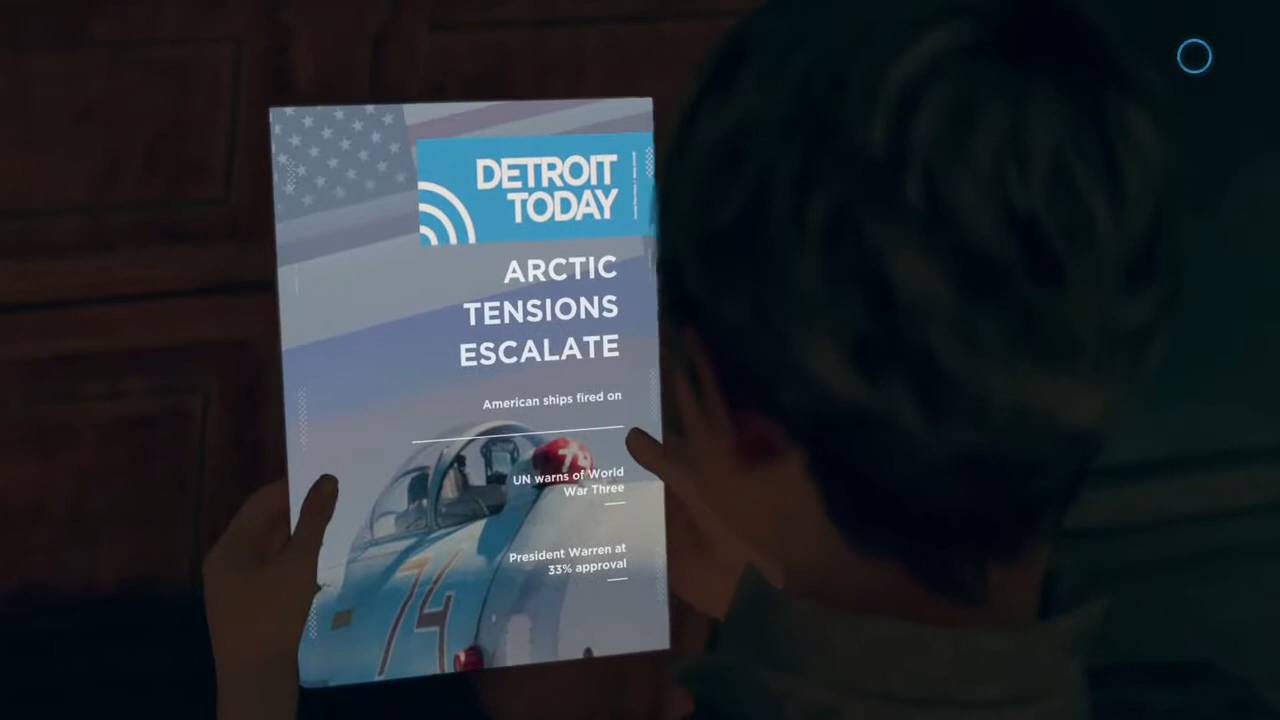 DETROIT
TODAY
ARCTIC
TENSIONS
ESCALATE
American ships fired on
74
UN warns of World
War Three
President Warren at
33% approval
74